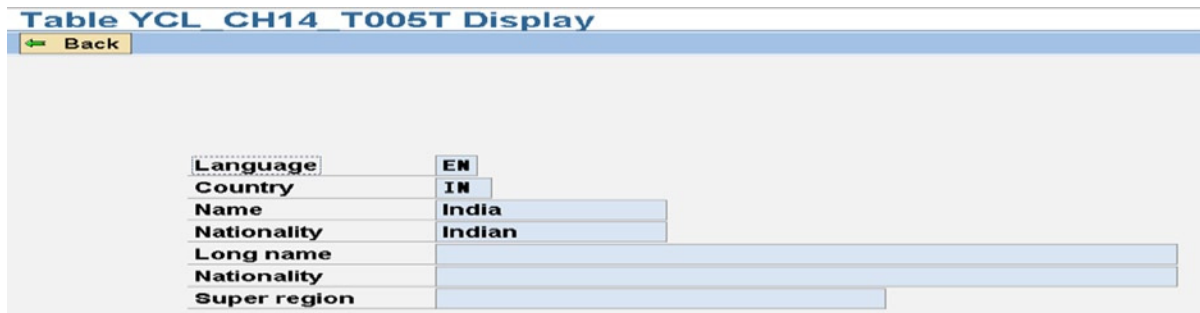 Table YCL_CH14_T005T Display
Back
Language EN
Country IN
Name India
Nationality Indian
Long name
Nationality
Super region